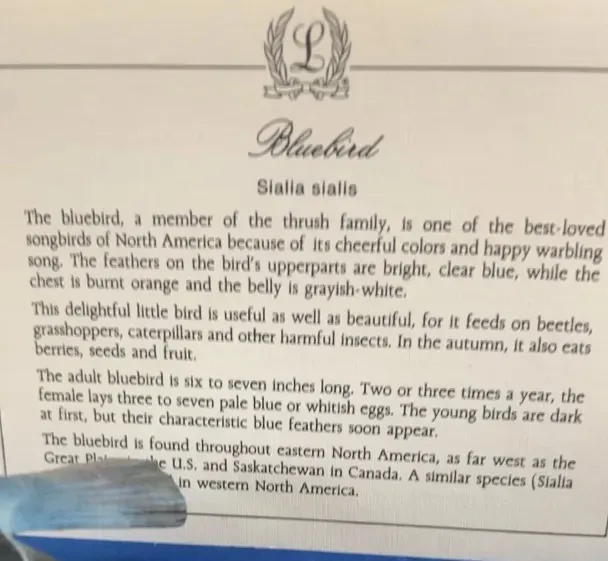 L
Bluebird
Sialia sialis
The bluebird, a member of the thrush family, is one of the best-loved
songbirds of North America because of its cheerful colors and happy warbling
song. The feathers on the bird's upperparts are bright, clear blue, while the
chest is burnt orange and the belly is grayish-white.
This delightful little bird is useful as well as beautiful, for it feeds on beetles,
grasshoppers, caterpillars and other harmful insects. In the autumn, it also eats
berries, seeds and fruit.
The adult bluebird is six to seven inches long. Two or three times a year, the
female lays three to seven pale blue or whitish eggs. The young birds are dark
at first, but their characteristic blue feathers soon appear.
The bluebird is found throughout eastern North America, as far west as the
Great U.S. and Saskatchewan in Canada. A similar species (Sialia
in western North America.